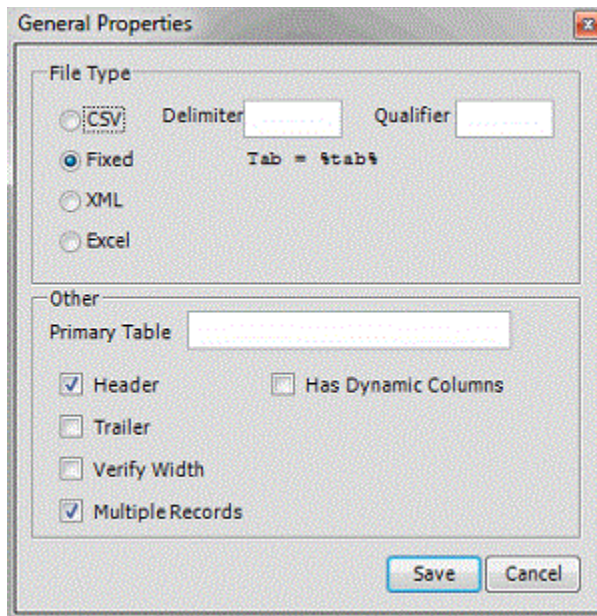 General Properties
File Type
CSV Delimiter Qualifier
Fixed Tab = %tab%
XML
Excel
Other
Primary Table
Header Has Dynamic Columns
Trailer
Verify Width
Multiple Records
Save Cancel